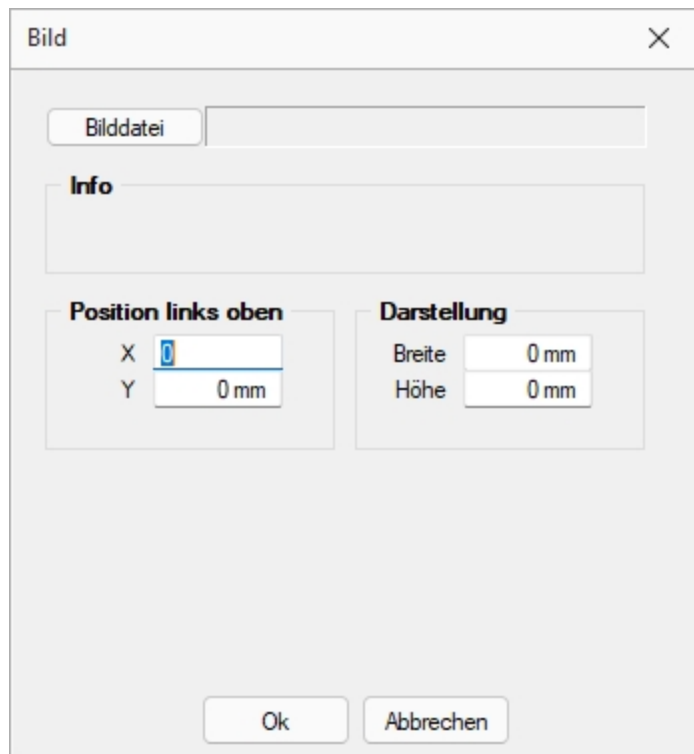 Bild
Bilddatei
Info
Position links oben
X 0
Y 0 mm
Darstellung
Breite 0 mm
Höhe 0 mm
Ok Abbrechen